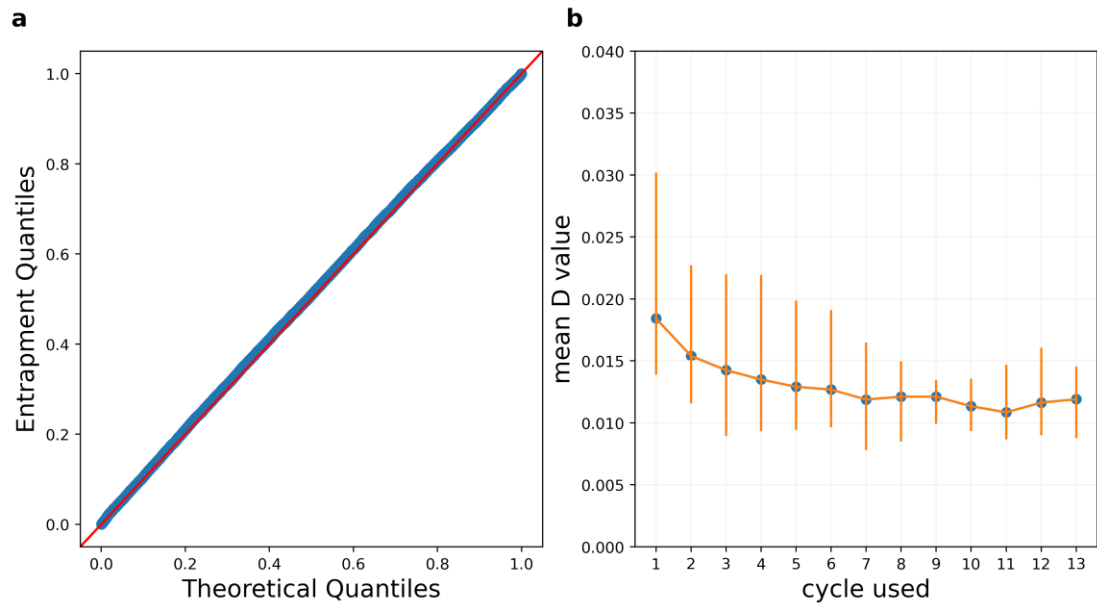 a
1.0
0.8
0.6
0.4
0.2
0.0
Entrapment Quantiles
0.0 0.2 0.4 0.6 0.8 1.0
Theoretical Quantiles
b
0.040
0.035
0.030
0.025
0.020
0.015
0.010
0.005
0.000
mean D value
1 2 3 4 5 6 7 8 9 10 11 12 13
cycle used